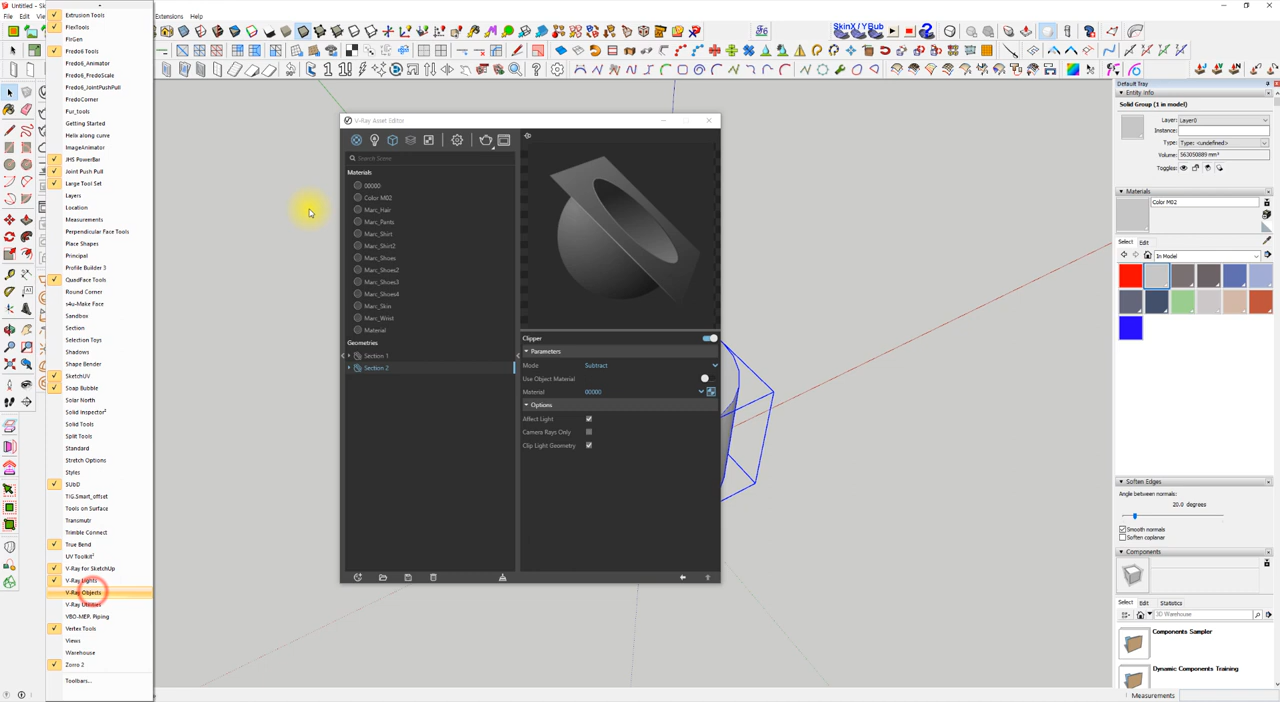 Untitled -
File
Edit
Extensions
SkinX/YBub
Extrusion Tools
FlexTools
FlrGen
Fredo6 Tools
Fredo6_Animator
Fredo6_FredoScale
Fredo6_JointPushPull
FredoCorner
Fur_tools
Getting Started
Helix along curve
ImageAnimator
JHS PowerBar
Joint Push Pull
Large Tool Set
Layers
Location
Measurements
Perpendicular Face Tools
Place Shapes
Principal
Profile Builder 3
QuadFace Tools
Round Corner
s4u-Make Face
Sandbox
Section
Selection Toys
Shadows
Shape Bender
SketchUV
Soap Bubble
Solar North
Solid Inspector²
Solid Tools
Split Tools
Standard
Stretch Options
Styles
SUbD
TIG.Smart_offset
Tools on Surface
Transmutr
Trimble Connect
True Bend
UV Toolkit²
V-Ray for SketchUp
V-Ray Lights
V-Ray Objects
V-Ray Utilities
VBO-MEP, Piping
Vertex Tools
Views
Warehouse
Zorro 2
Toolbars...
V-Ray Asset Editor
Search Scene
Materials
00000
Color M02
Marc_Hair
Marc_Pants
Marc_Shirt
Marc_Shirt2
Marc_Shoes
Marc_Shoes2
Marc_Shoes3
Marc_Shoes4
Marc_Skin
Marc_Wrist
Material
Geometries
Section 1
Section 2
Clipper
Parameters
Mode Subtract
Use Object Material
Material 00000
Options
Affect Light
Camera Rays Only
Clip Light Geometry
Default Tray
Entity Info
Solid Group (1 in model)
Layer: Layer0
Instance:
Type: Type: <undefined>
Volume: 563050889 mm³
Toggles:
Materials
Color M02
Select Edit
In Model
Soften Edges
Angle between normals:
20.0 degrees
Smooth normals
Soften coplanar
Components
Select Edit Statistics
3D Warehouse
Components Sampler
Dynamic Components Training
Measurements